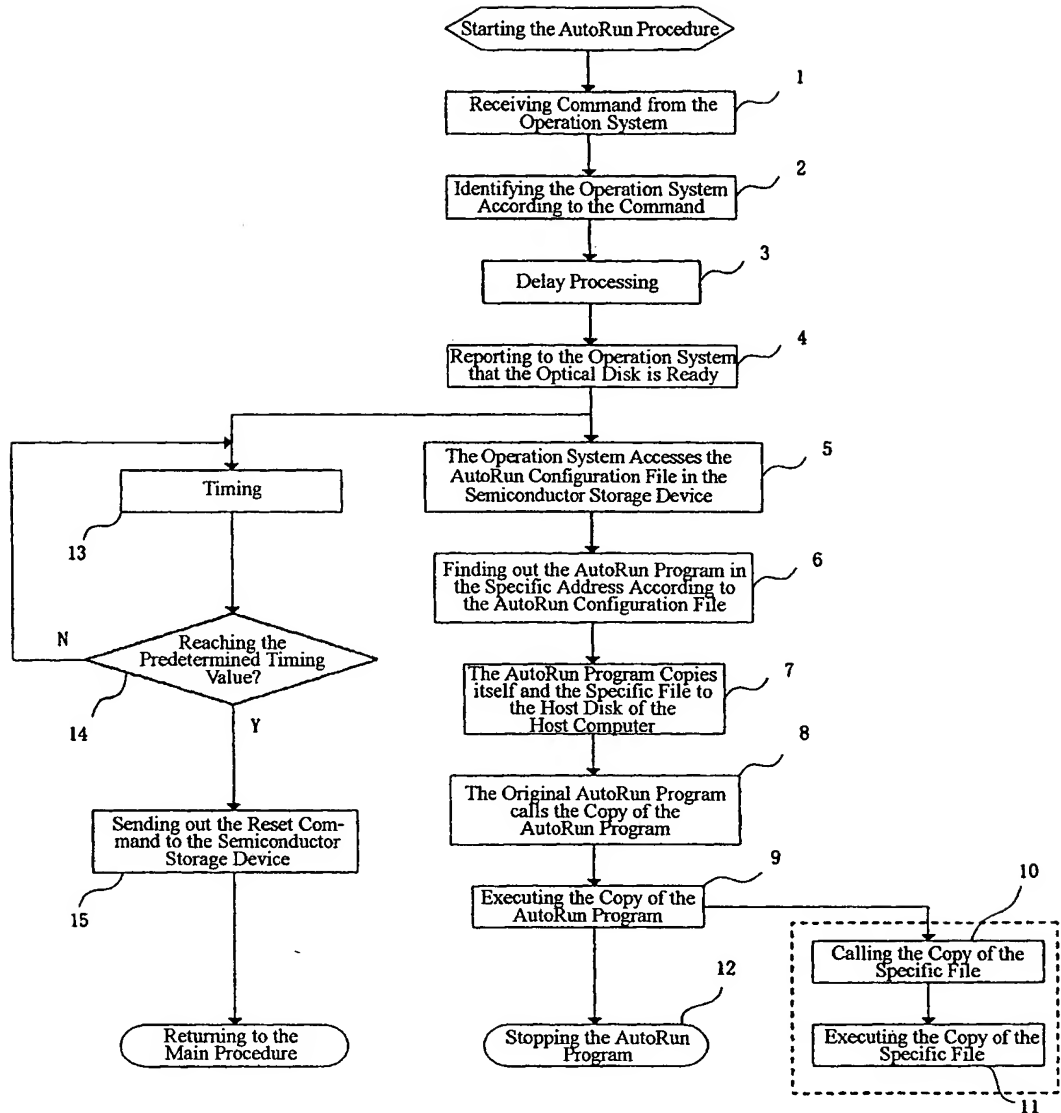 Starting the AutoRun Procedure
1
Receiving Command from the
Operation System
2
Identifying the Operation System
According to the Command
3
Delay Processing
4
Reporting to the Operation System
that the Optical Disk is Ready
5
The Operation System Accesses the
AutoRun Configuration File in the
Semiconductor Storage Device
Timing
13
6
Finding out the AutoRun Program in
the Specific Address According to
the AutoRun Configuration File
N
Reaching the
Predetermined Timing
Value?
14
Y
7
The AutoRun Program Copies
itself and the Specific File to
the Host Disk of the
Host Computer
8
The Original AutoRun Program
calls the Copy of the
AutoRun Program
Sending out the Reset Com-
mand to the Semiconductor
Storage Device
15
9
Executing the Copy of the
AutoRun Program
10
Calling the Copy of the
Specific File
12
Returning to the
Main Procedure
Stopping the AutoRun
Program
Executing the Copy of the
Specific File
11